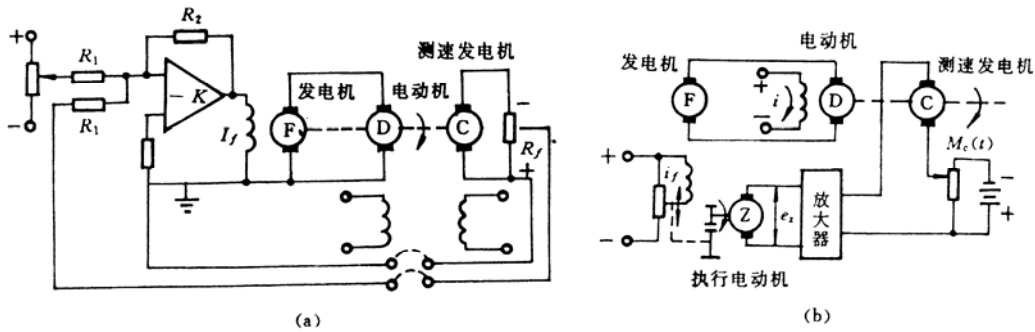 R₂
测速发电机
+
R₁
发电机
电动机
− K
−
−
R₁
I_f
F
D
C
R_f
+
(a)
电动机
发电机
测速发电机
+
F
i
D
C
−
−
M_c(t)
+
i_f
−
Z
e_z
放大器
+
−
执行电动机
(b)